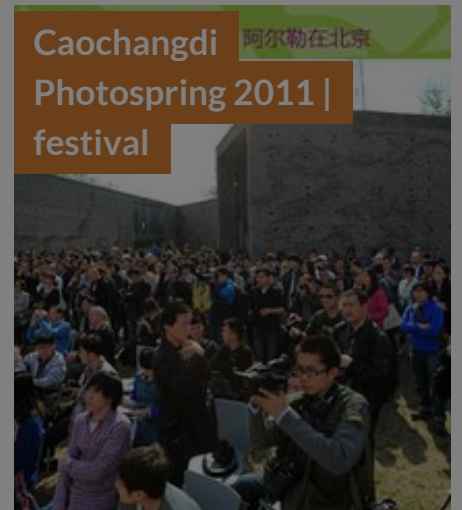 Caochangdi
阿尔勒在北京
Photospring 2011 |
festival